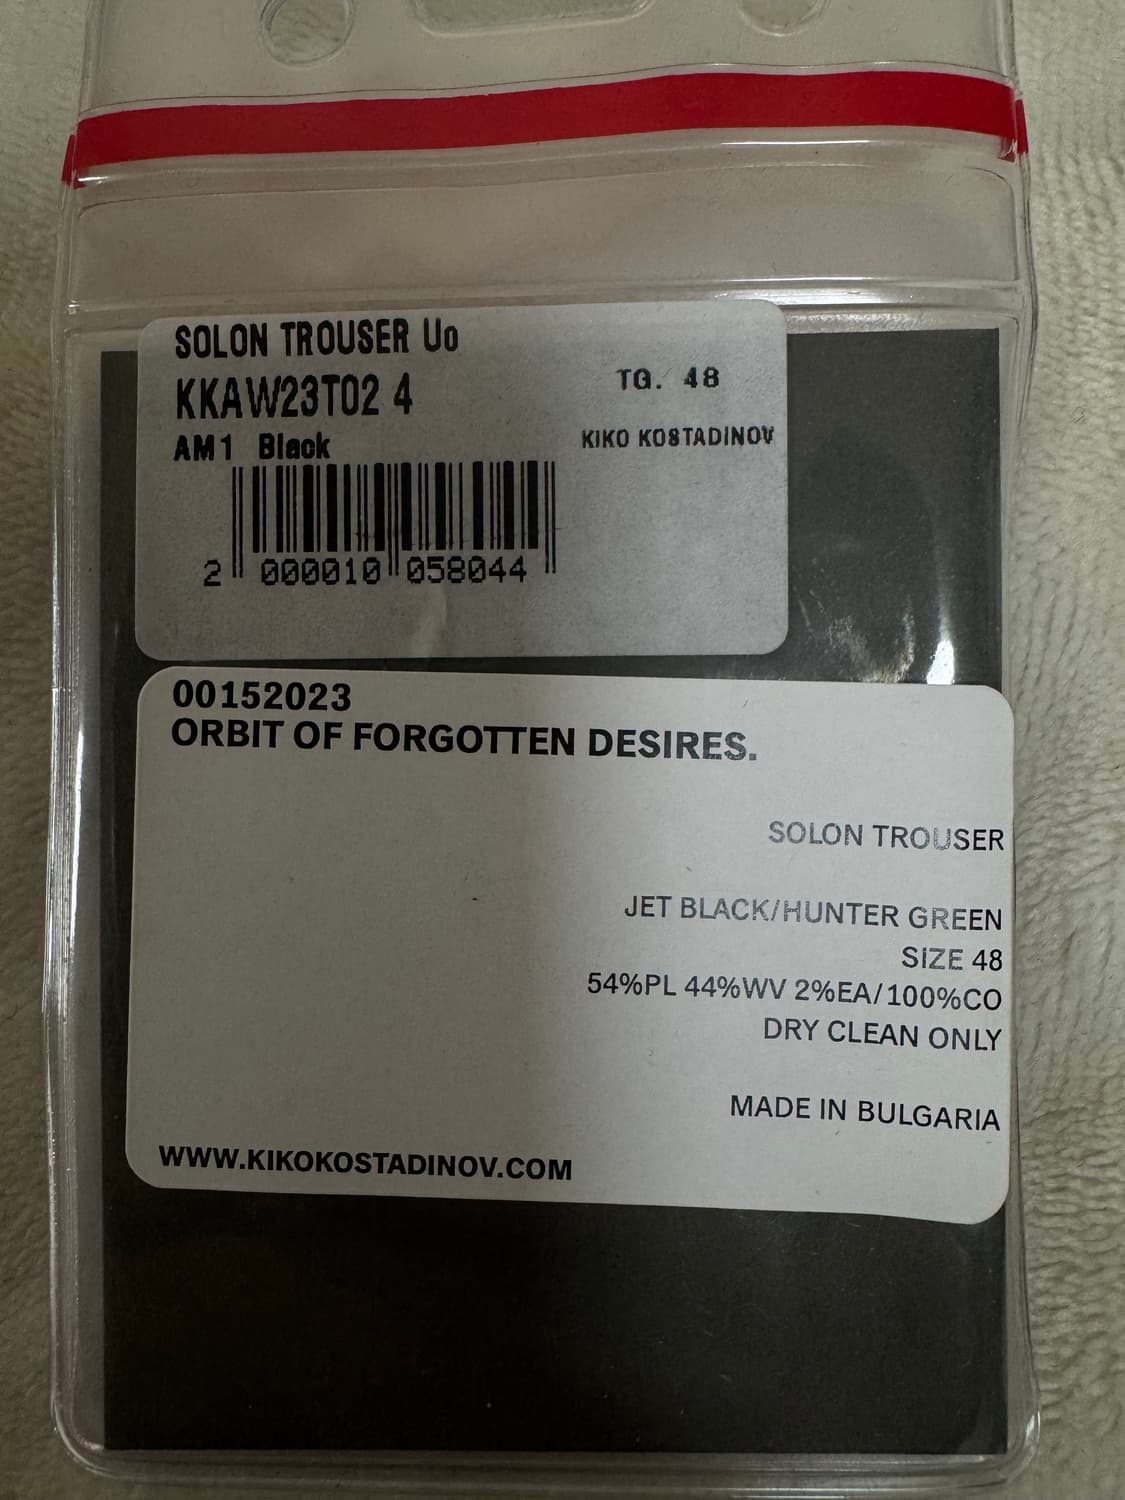 SOLON TROUSER Uo
KKAW23T02 4
TG. 48
AM1 Black
KIKO KOSTADINOV
2 000010 058044
00152023
ORBIT OF FORGOTTEN DESIRES.
SOLON TROUSER
JET BLACK/HUNTER GREEN
SIZE 48
54%PL 44%WV 2%EA/100%CO
DRY CLEAN ONLY
MADE IN BULGARIA
WWW.KIKOKOSTADINOV.COM